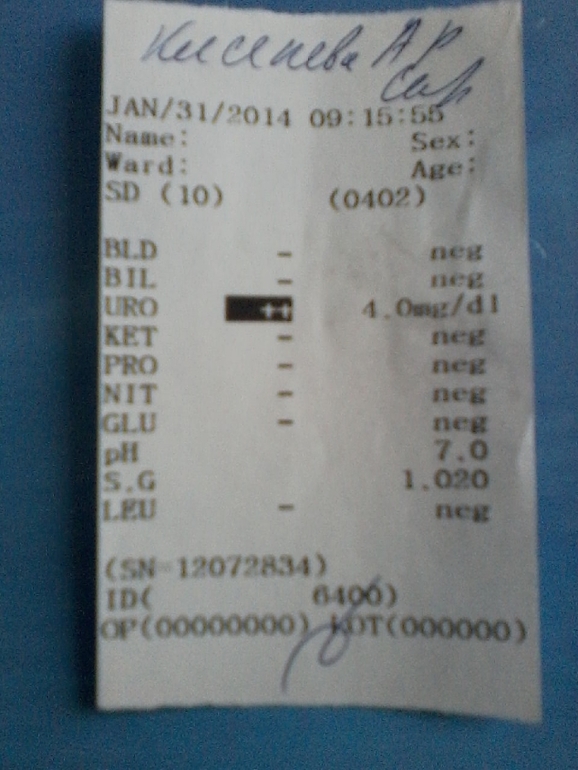 Киселева АР
JAN/31/2014 09:15:55
Name: Sex:
Ward: Age:
SD (10) (0402)
BLD - neg
BIL - neg
URO ++ 4.0mg/dl
KET - neg
PRO - neg
NIT - neg
GLU - neg
pH 7.0
S.G 1.020
LEU - neg
(SN=12072834)
ID( 6400)
OP(00000000) LOT(000000)